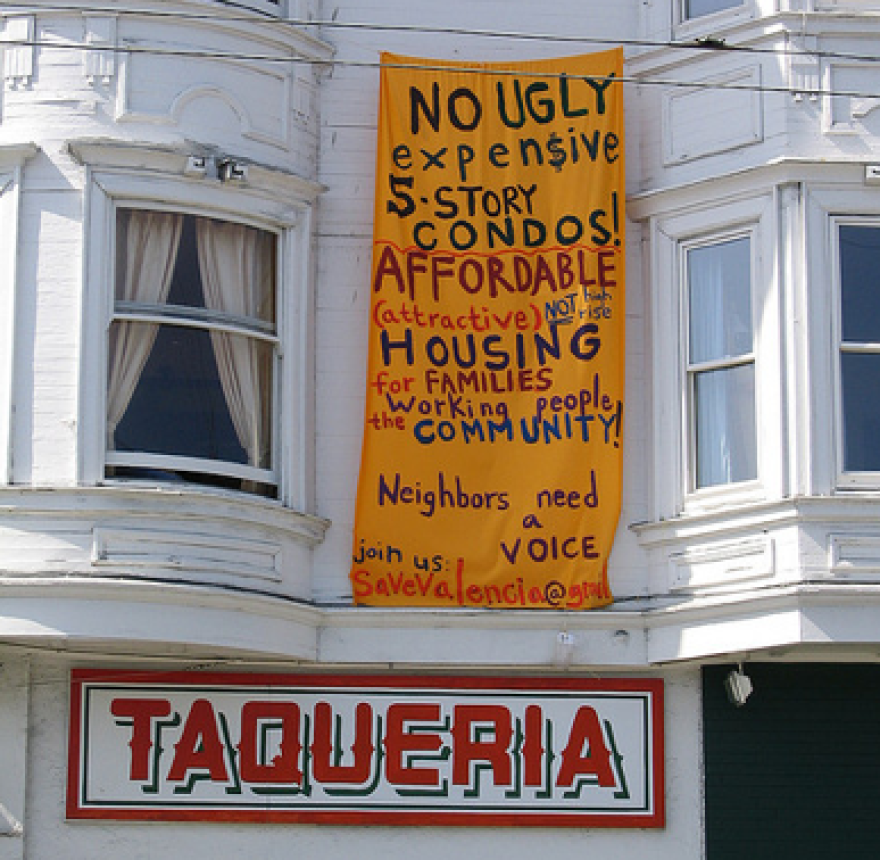 NO UGLY
expen$ive
5-STORY
CONDOS!
AFFORDABLE
(attractive) NOT high rise
HOUSING
for FAMILIES
working people,
the COMMUNITY!
Neighbors need
a
VOICE
join us:
SaveValencia@gmail
TAQUERIA